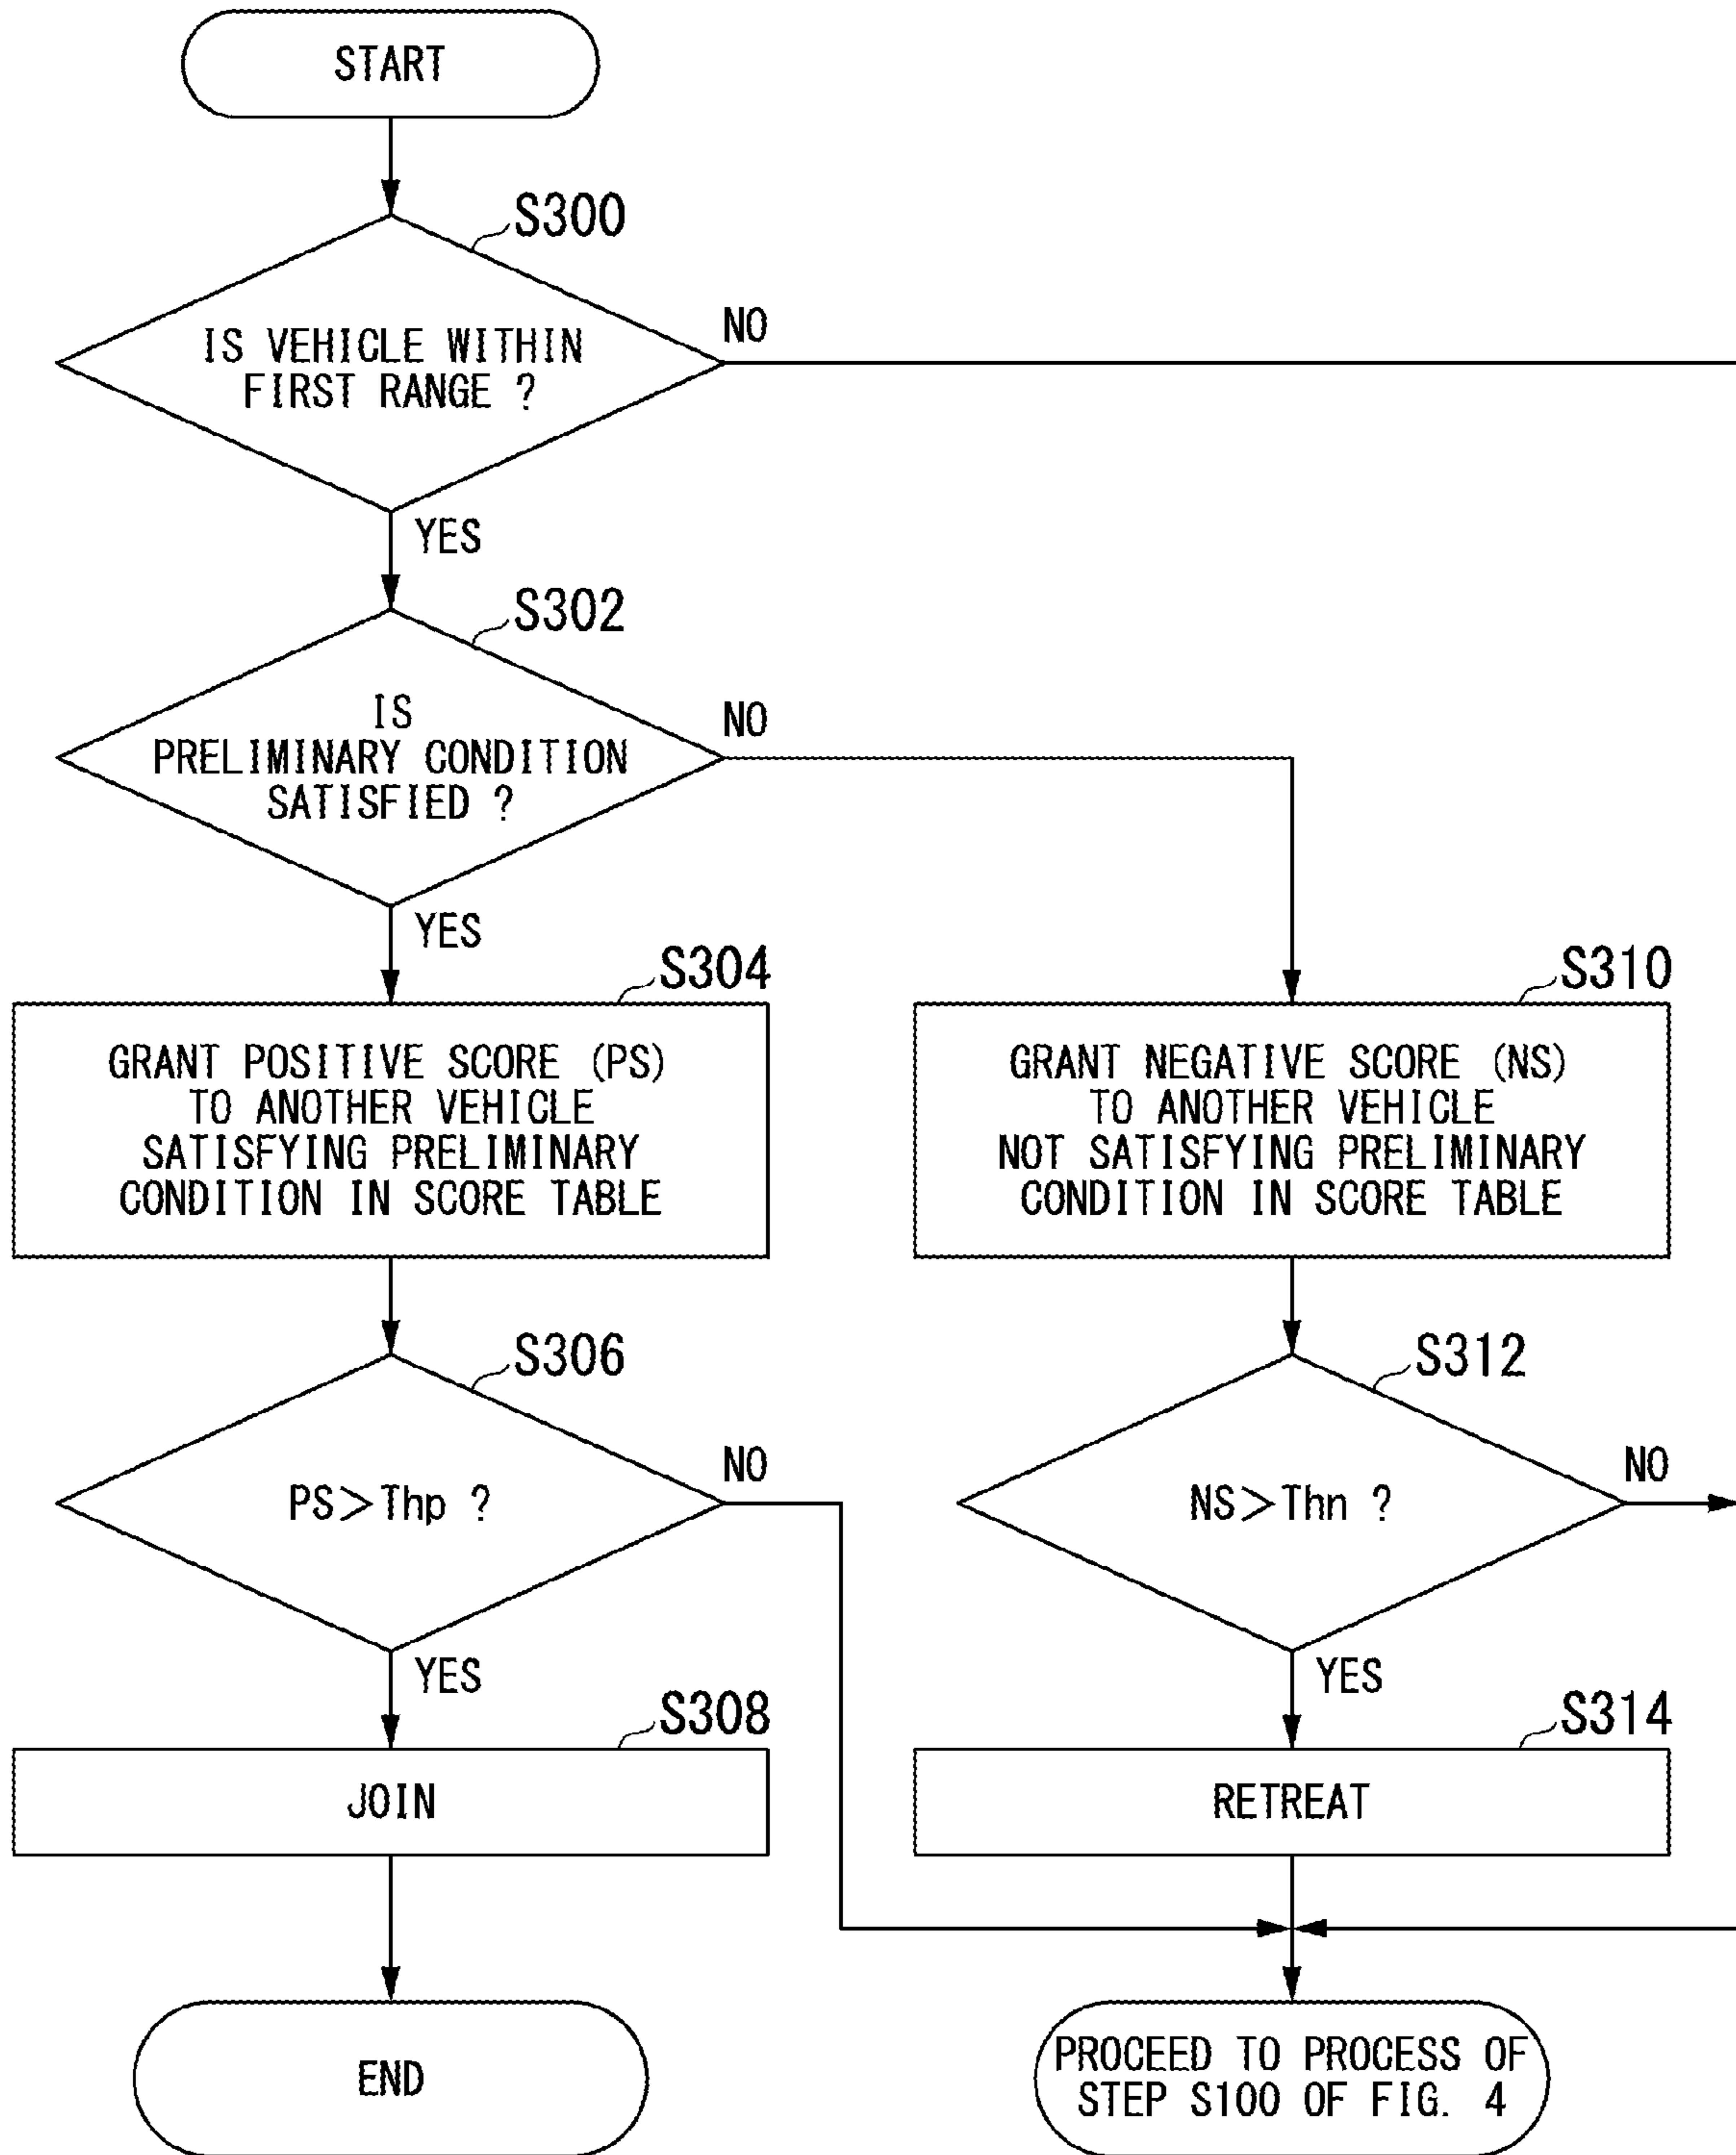 START
S300
IS VEHICLE WITHIN
FIRST RANGE ?
NO
YES
S302
IS
PRELIMINARY CONDITION
SATISFIED ?
NO
YES
S304
GRANT POSITIVE SCORE (PS)
TO ANOTHER VEHICLE
SATISFYING PRELIMINARY
CONDITION IN SCORE TABLE
S310
GRANT NEGATIVE SCORE (NS)
TO ANOTHER VEHICLE
NOT SATISFYING PRELIMINARY
CONDITION IN SCORE TABLE
S306
PS>Thp ?
NO
YES
S312
NS>Thn ?
NO
YES
S308
JOIN
S314
RETREAT
END
PROCEED TO PROCESS OF
STEP S100 OF FIG. 4